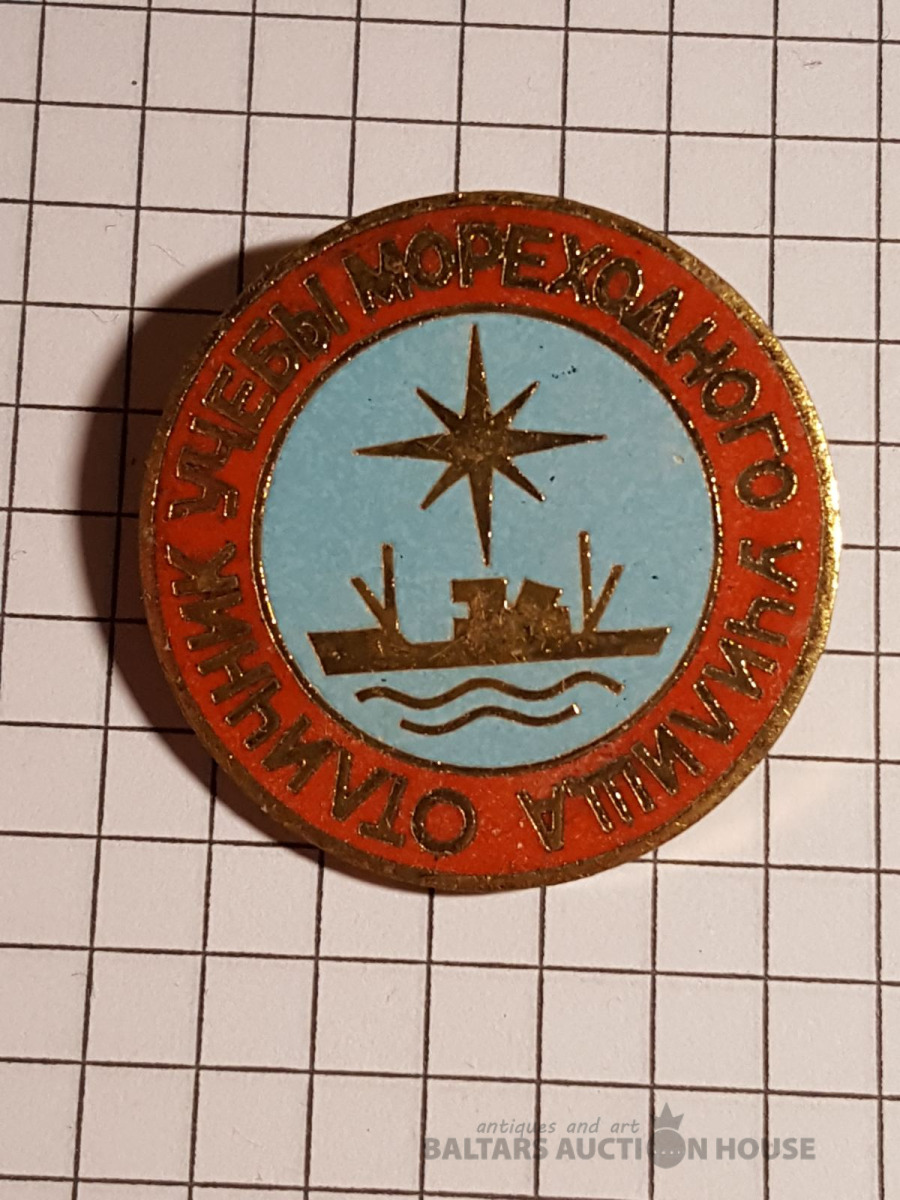 ОТЛИЧНИК УЧЕБЫ МОРЕХОДНОГО УЧИЛИЩА
antiques and art
BALTARS AUCTION HOUSE